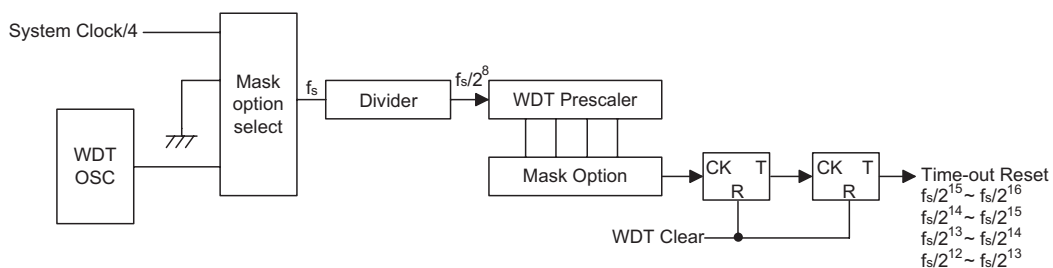 System Clock/4
Mask
option
select
fs
Divider
fs/2^8
WDT Prescaler
WDT
OSC
Mask Option
CK T
R
CK T
R
Time-out Reset
fs/2^15 ~ fs/2^16
fs/2^14 ~ fs/2^15
fs/2^13 ~ fs/2^14
fs/2^12 ~ fs/2^13
WDT Clear